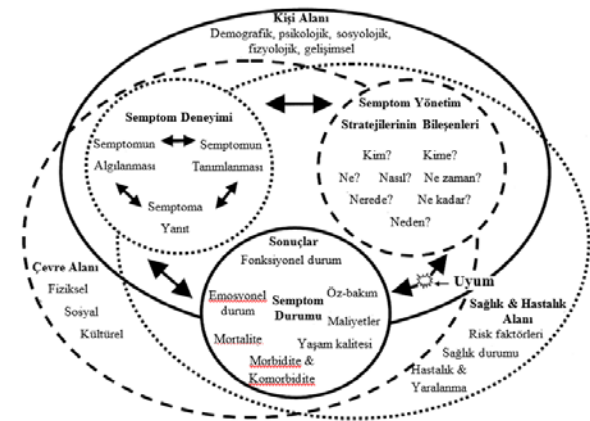 Kişi Alanı
Demografik, psikolojik, sosyolojik,
fizyolojik, gelişimsel
Semptom Deneyimi
Semptomun
Algılanması
Semptomun
Tanımlanması
Semptoma
Yanıt
Semptom Yönetim
Stratejilerinin Bileşenleri
Kim? Kime?
Ne? Nasıl? Ne zaman?
Nerede? Ne kadar?
Neden?
Sonuçlar
Fonksiyonel durum
Emosyonel
durum
Semptom
Durumu
Öz-bakım
Maliyetler
Mortalite
Yaşam kalitesi
Morbidite &
Komorbidite
Uyum
Çevre Alanı
Fiziksel
Sosyal
Kültürel
Sağlık & Hastalık
Alanı
Risk faktörleri
Sağlık durumu
Hastalık &
Yaralanma